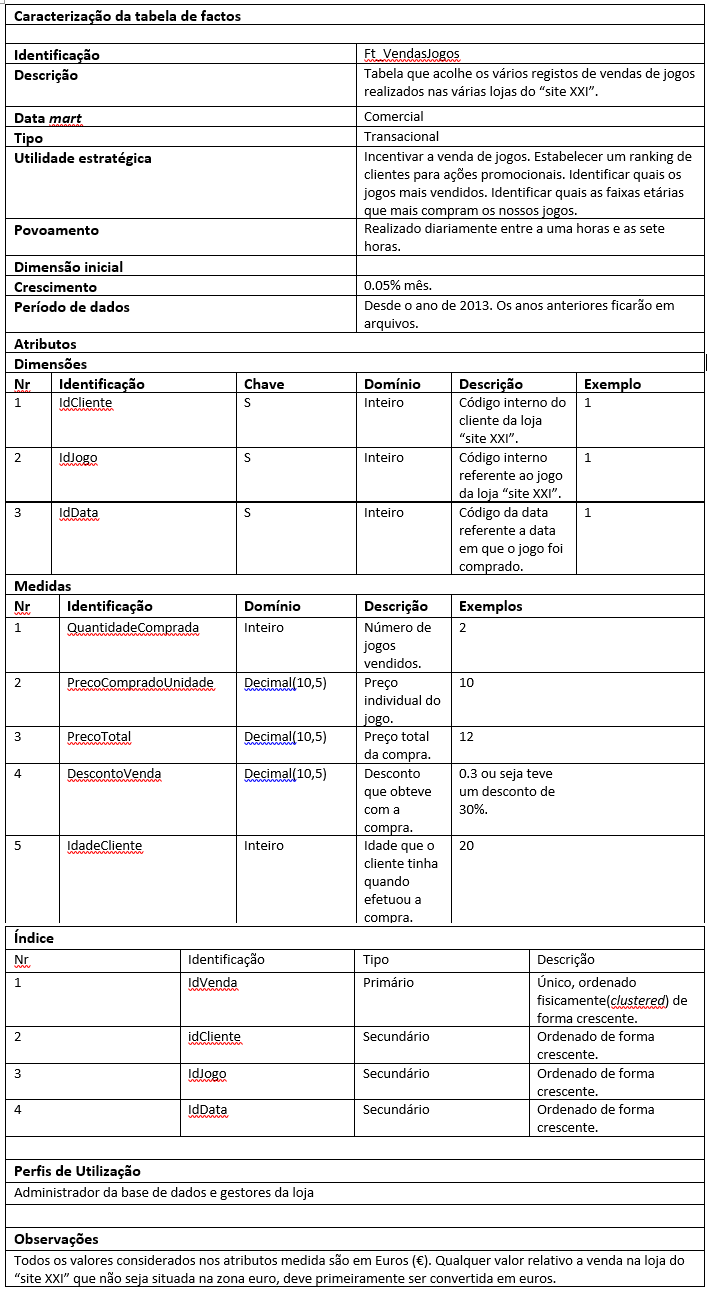 Caracterização da tabela de factos
Identificação
Ft_VendasJogos
Descrição
Tabela que acolhe os vários registos de vendas de jogos
realizados nas várias lojas do “site XXI”.
Data mart
Comercial
Tipo
Transacional
Utilidade estratégica
Incentivar a venda de jogos. Estabelecer um ranking de
clientes para ações promocionais. Identificar quais os
jogos mais vendidos. Identificar quais as faixas etárias
que mais compram os nossos jogos.
Povoamento
Realizado diariamente entre a uma horas e as sete
horas.
Dimensão inicial
Crescimento
0.05% mês.
Período de dados
Desde o ano de 2013. Os anos anteriores ficarão em
arquivos.
Atributos
Dimensões
Nr Identificação Chave Domínio Descrição Exemplo
1 IdCliente S Inteiro Código interno do 1
cliente da loja
“site XXI”.
2 IdJogo S Inteiro Código interno 1
referente ao jogo
da loja “site XXI”.
3 IdData S Inteiro Código da data 1
referente a data
em que o jogo foi
comprado.
Medidas
Nr Identificação Domínio Descrição Exemplos
1 QuantidadeComprada Inteiro Número de 2
jogos
vendidos.
2 PrecoCompradoUnidade Decimal(10,5) Preço 10
individual do
jogo.
3 PrecoTotal Decimal(10,5) Preço total 12
da compra.
4 DescontoVenda Decimal(10,5) Desconto 0.3 ou seja teve
que obteve um desconto de
com a 30%.
compra.
5 IdadeCliente Inteiro Idade que o 20
cliente tinha
quando
efetuou a
compra.
Índice
Nr Identificação Tipo Descrição
1 IdVenda Primário Único, ordenado
fisicamente(clustered) de
forma crescente.
2 idCliente Secundário Ordenado de forma
crescente.
3 IdJogo Secundário Ordenado de forma
crescente.
4 IdData Secundário Ordenado de forma
crescente.
Perfis de Utilização
Administrador da base de dados e gestores da loja
Observações
Todos os valores considerados nos atributos medida são em Euros (€). Qualquer valor relativo a venda na loja do
“site XXI” que não seja situada na zona euro, deve primeiramente ser convertida em euros.